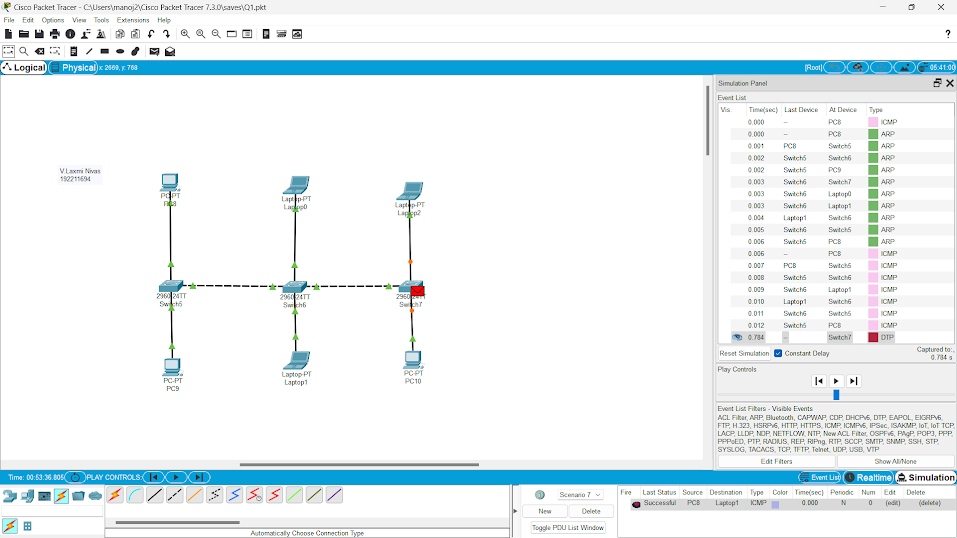 Cisco Packet Tracer - C:\Users\manoj2\Cisco Packet Tracer 7.3.0\saves\Q1.pkt
File Edit Options View Tools Extensions Help
Logical Physical x: 2669, y: 768 [Root] 05:41:00
Simulation Panel
Event List
Vis. Time(sec) Last Device At Device Type
0.000 -- PC8 ICMP
0.000 -- PC8 ARP
0.001 PC8 Switch5 ARP
0.002 Switch5 Switch6 ARP
0.002 Switch5 PC9 ARP
0.003 Switch6 Switch7 ARP
0.003 Switch6 Laptop0 ARP
0.003 Switch6 Laptop1 ARP
0.004 Laptop1 Switch6 ARP
0.005 Switch6 Switch5 ARP
0.006 Switch5 PC8 ARP
0.006 -- PC8 ICMP
0.007 PC8 Switch5 ICMP
0.008 Switch5 Switch6 ICMP
0.009 Switch6 Laptop1 ICMP
0.010 Laptop1 Switch6 ICMP
0.011 Switch6 Switch5 ICMP
0.012 Switch5 PC8 ICMP
0.784 -- Switch7 DTP
Reset Simulation Constant Delay Captured to:
0.784 s
Play Controls
Event List Filters - Visible Events
ACL Filter, ARP, Bluetooth, CAPWAP, CDP, DHCPv6, DTP, EAPOL, EIGRPv6,
FTP, H.323, HSRPv6, HTTP, HTTPS, ICMP, ICMPv6, IPSec, ISAKMP, IoT, IoT TCP,
LACP, LLDP, NDP, NETFLOW, NTP, New ACL Filter, OSPFv6, PAgP, POP3, PPP,
PPPoED, PTP, RADIUS, REP, RIPng, RTP, SCCP, SMTP, SNMP, SSH, STP,
SYSLOG, TACACS, TCP, TFTP, Telnet, UDP, USB, VTP
Edit Filters Show All/None
V.Laxmi Nivas
192211694
PC-PT
PC8
Laptop-PT
Laptop0
Laptop-PT
Laptop2
2960-24TT
Switch5
2960-24TT
Switch6
2960-24TT
Switch7
PC-PT
PC9
Laptop-PT
Laptop1
PC-PT
PC10
Time: 00:53:36.805 PLAY CONTROLS: Event List Realtime Simulation
Scenario 7
New Delete
Toggle PDU List Window
Fire Last Status Source Destination Type Color Time(sec) Periodic Num Edit Delete
Successful PC8 Laptop1 ICMP 0.000 N 0 (edit) (delete)
Automatically Choose Connection Type